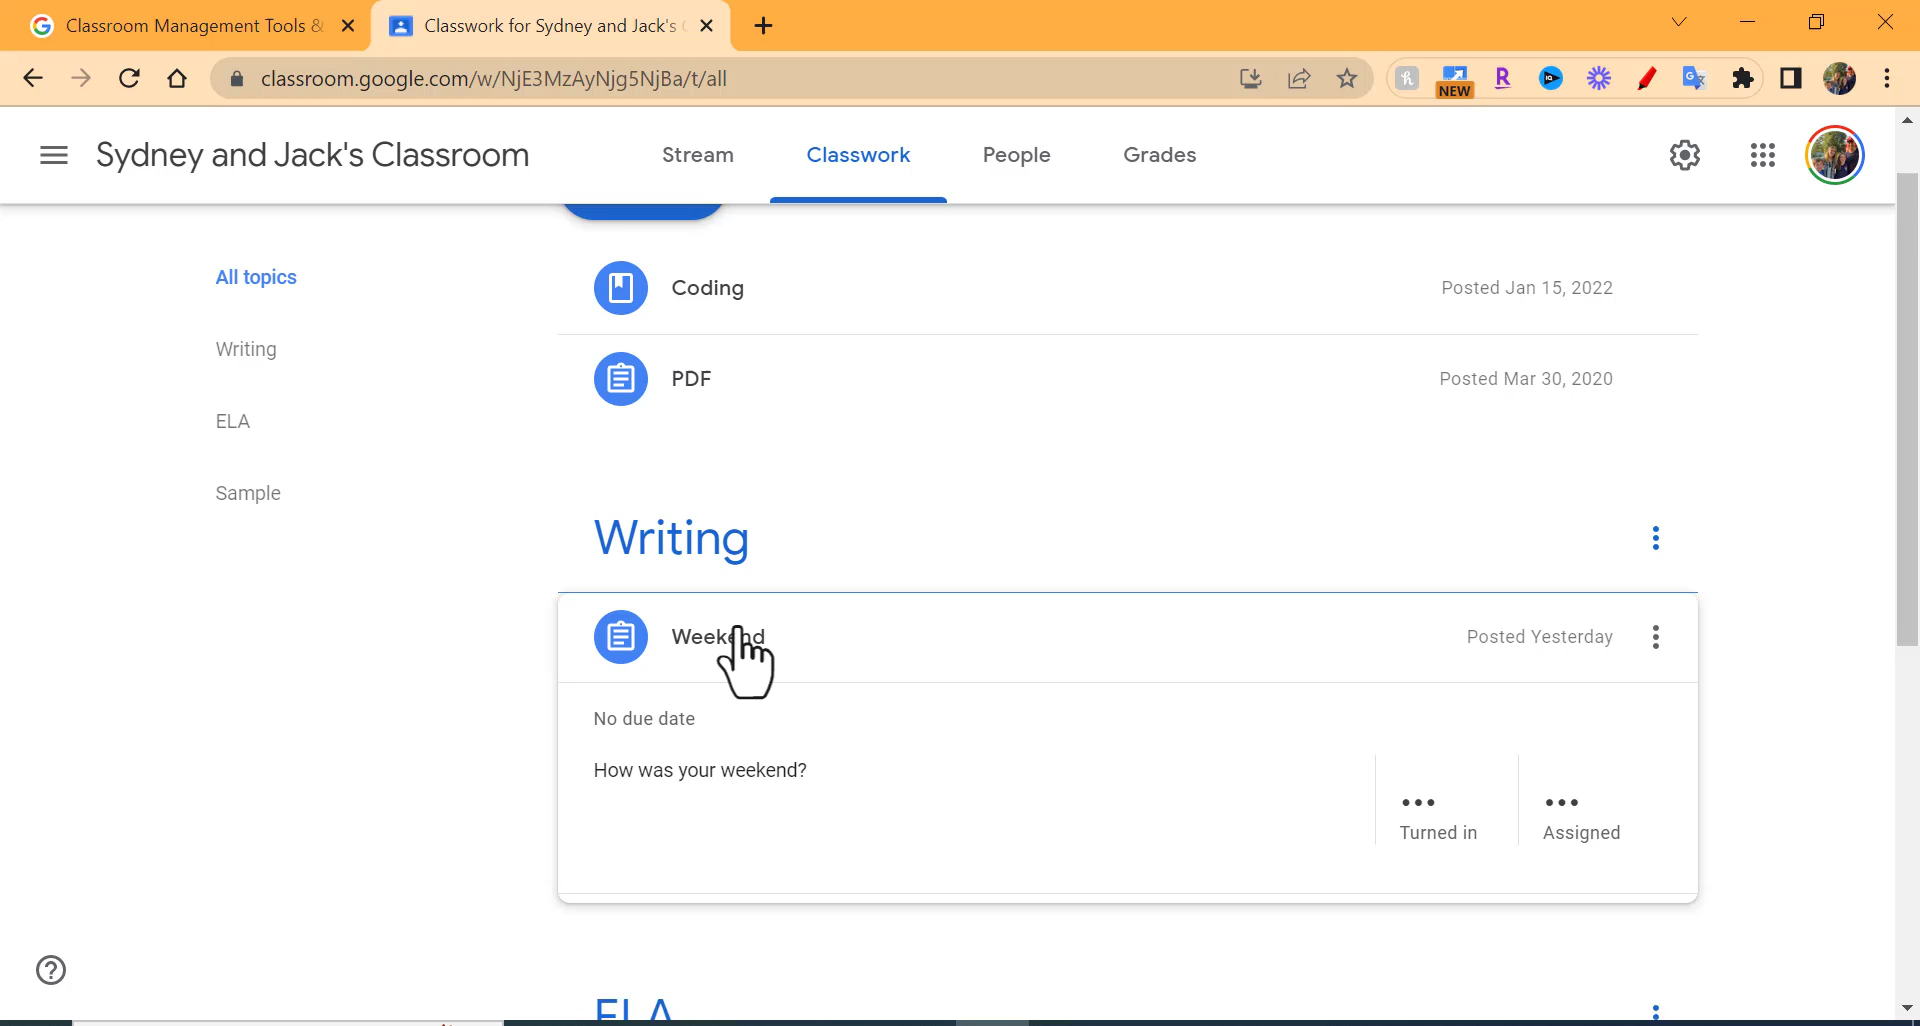 Classroom Management Tools &
Classwork for Sydney and Jack's
classroom.google.com/w/NjE3MzAyNjg5NjBa/t/all
NEW
Sydney and Jack's Classroom
Stream
Classwork
People
Grades
All topics
Writing
ELA
Sample
Coding
Posted Jan 15, 2022
PDF
Posted Mar 30, 2020
Writing
Weekend
Posted Yesterday
No due date
How was your weekend?
Turned in
Assigned
ELA